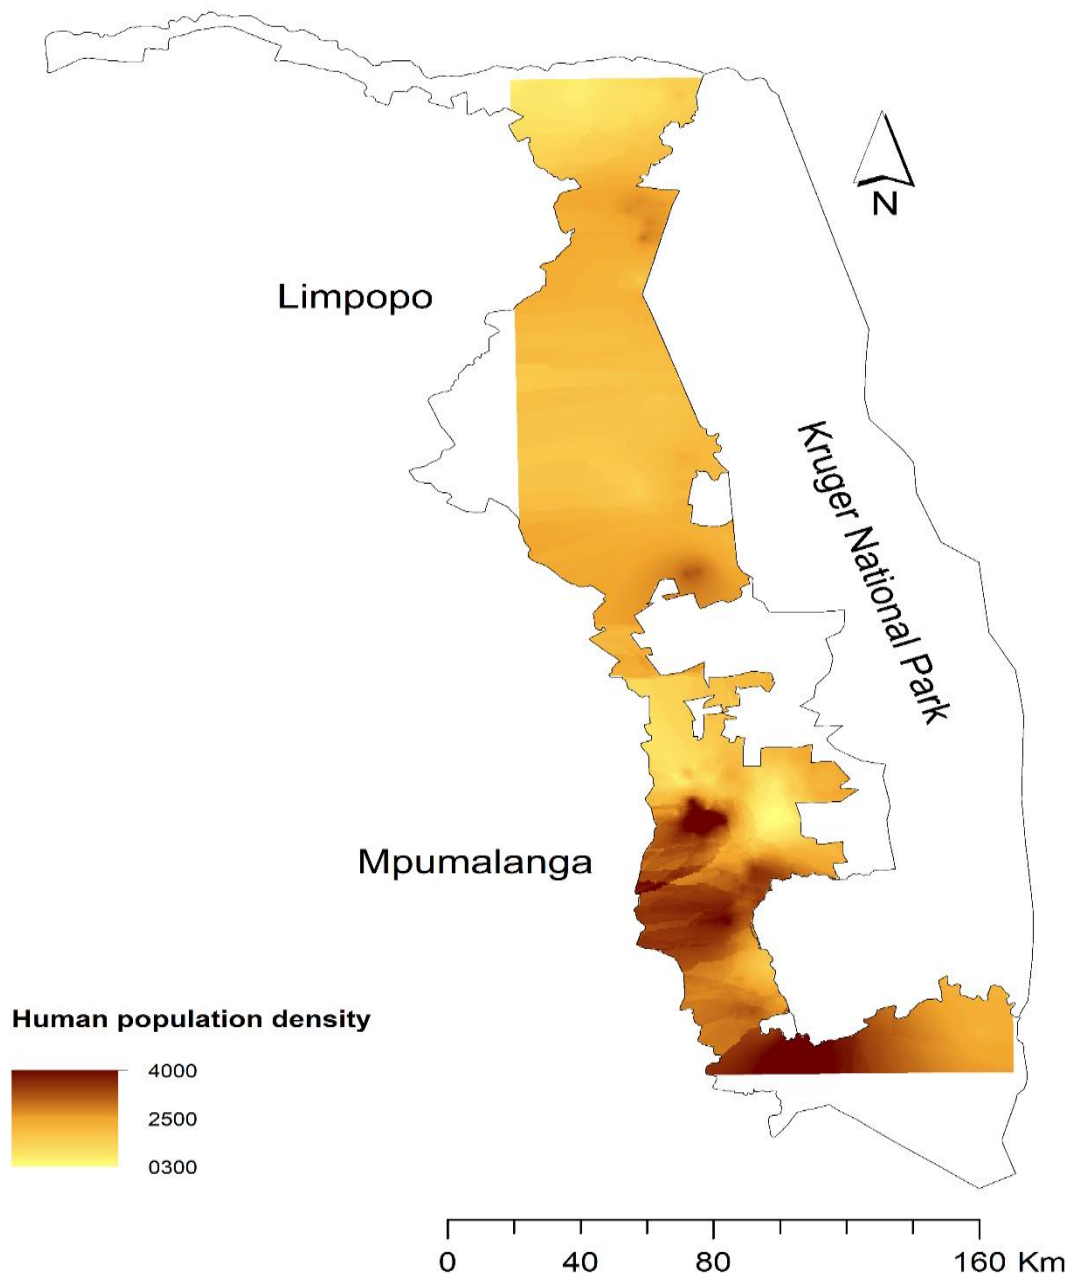 N
Limpopo
Kruger National Park
Mpumalanga
Human population density
4000
2500
0300
0 40 80 160 Km